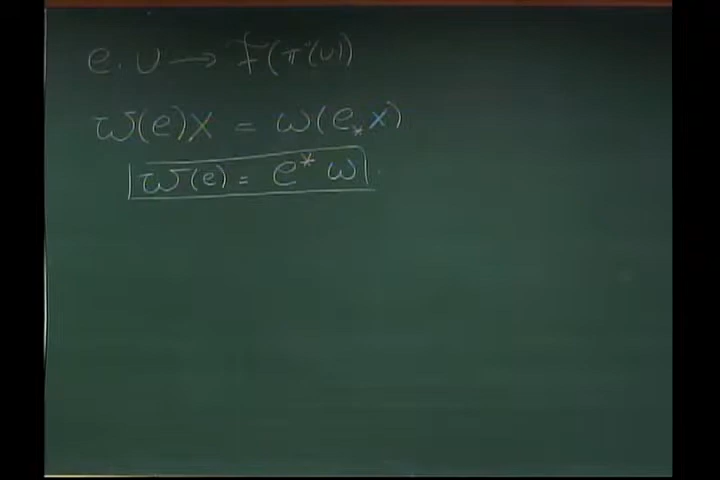 e. U → F(π⁻¹(U))
ϖ(e)X = ω(e_* X)
ϖ(e) = e^* ω